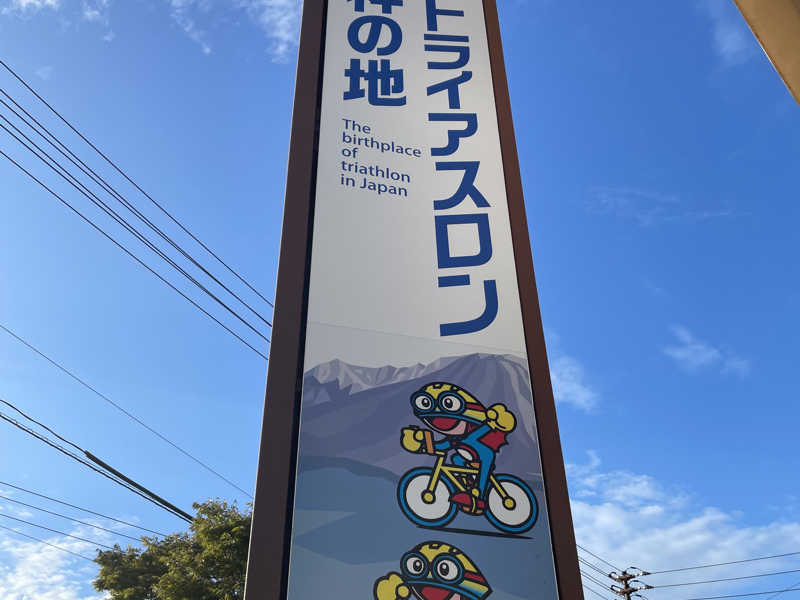 トライアスロン
の地
The
birthplace
of
triathlon
in Japan